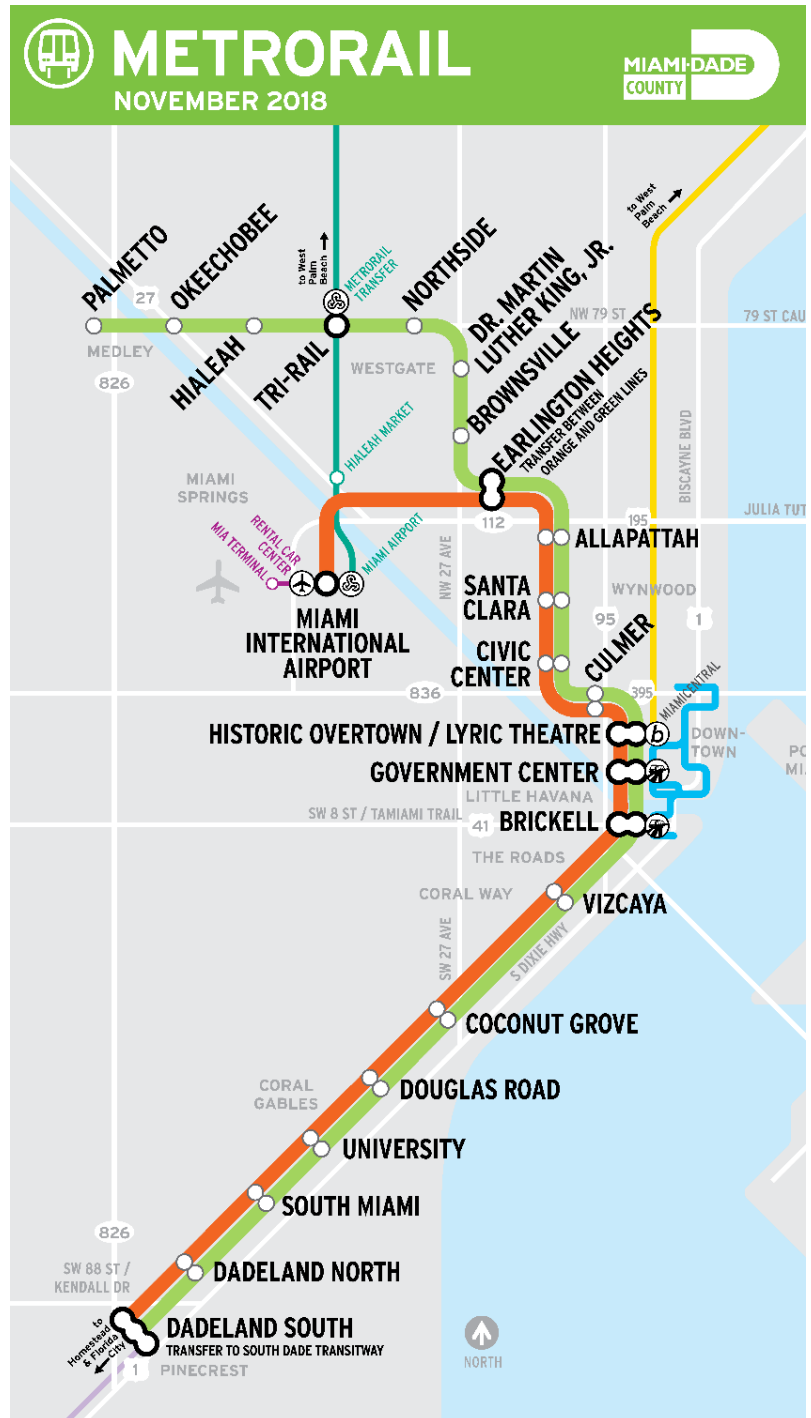 METRORAIL
NOVEMBER 2018
MIAMI-DADE
COUNTY
to West
Palm
Beach
to West
Palm
Beach
METRORAIL
TRANSFER
PALMETTO
27
OKEECHOBEE
HIALEAH
TRI-RAIL
NORTHSIDE
DR. MARTIN
LUTHER KING, JR.
NW 79 ST
79 ST CAU
MEDLEY
826
WESTGATE
BROWNSVILLE
EARLINGTON HEIGHTS
TRANSFER BETWEEN
ORANGE AND GREEN LINES
BISCAYNE BLVD
HIALEAH MARKET
MIAMI
SPRINGS
112
195
JULIA TUT
RENTAL CAR
CENTER
MIA TERMINAL
MIAMI AIRPORT
NW 27 AVE
ALLAPATTAH
MIAMI
INTERNATIONAL
AIRPORT
SANTA
CLARA
WYNWOOD
95
1
CIVIC
CENTER
CULMER
836
395
MIAMICENTRAL
HISTORIC OVERTOWN / LYRIC THEATRE
b
DOWN-
TOWN
PO
MI
GOVERNMENT CENTER
LITTLE HAVANA
SW 8 ST / TAMIAMI TRAIL
41
BRICKELL
THE ROADS
CORAL WAY
VIZCAYA
SW 27 AVE
S DIXIE HWY
COCONUT GROVE
CORAL
GABLES
DOUGLAS ROAD
UNIVERSITY
SOUTH MIAMI
826
SW 88 ST /
KENDALL DR
DADELAND NORTH
to
Homestead
& Florida
City
DADELAND SOUTH
TRANSFER TO SOUTH DADE TRANSITWAY
1
PINECREST
NORTH